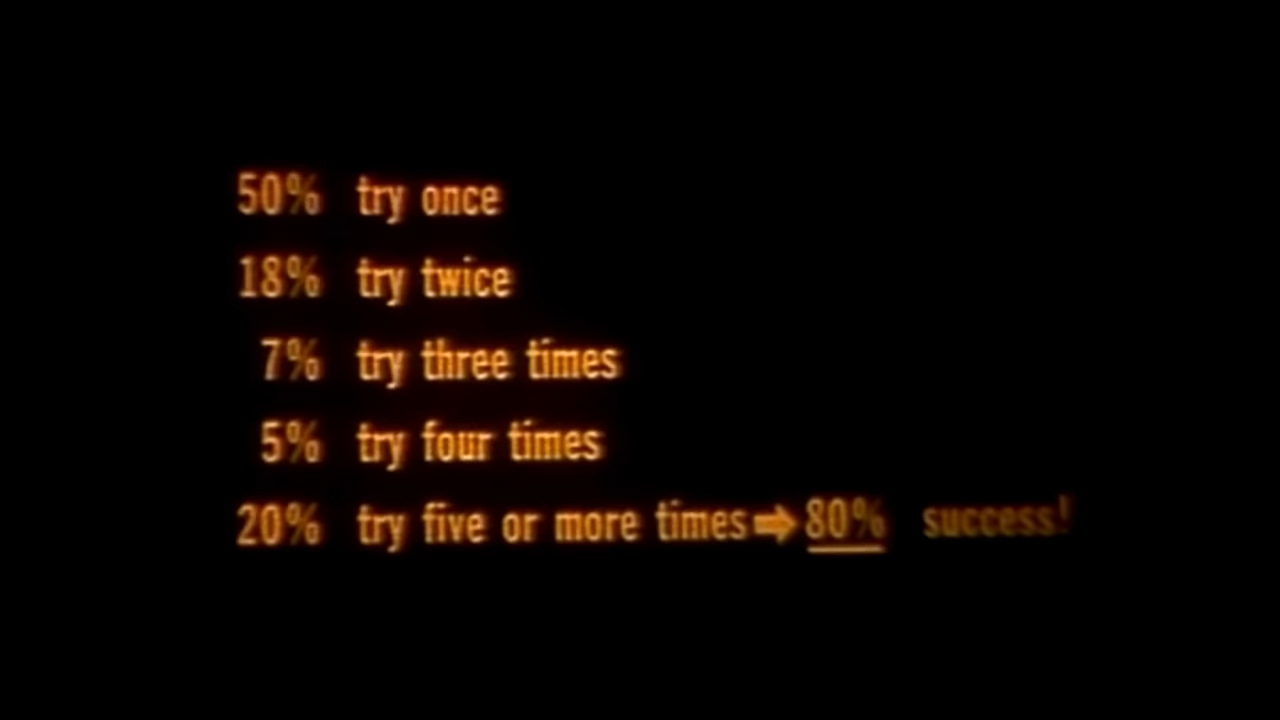 50% try once
18% try twice
7% try three times
5% try four times
20% try five or more times➡80% success!